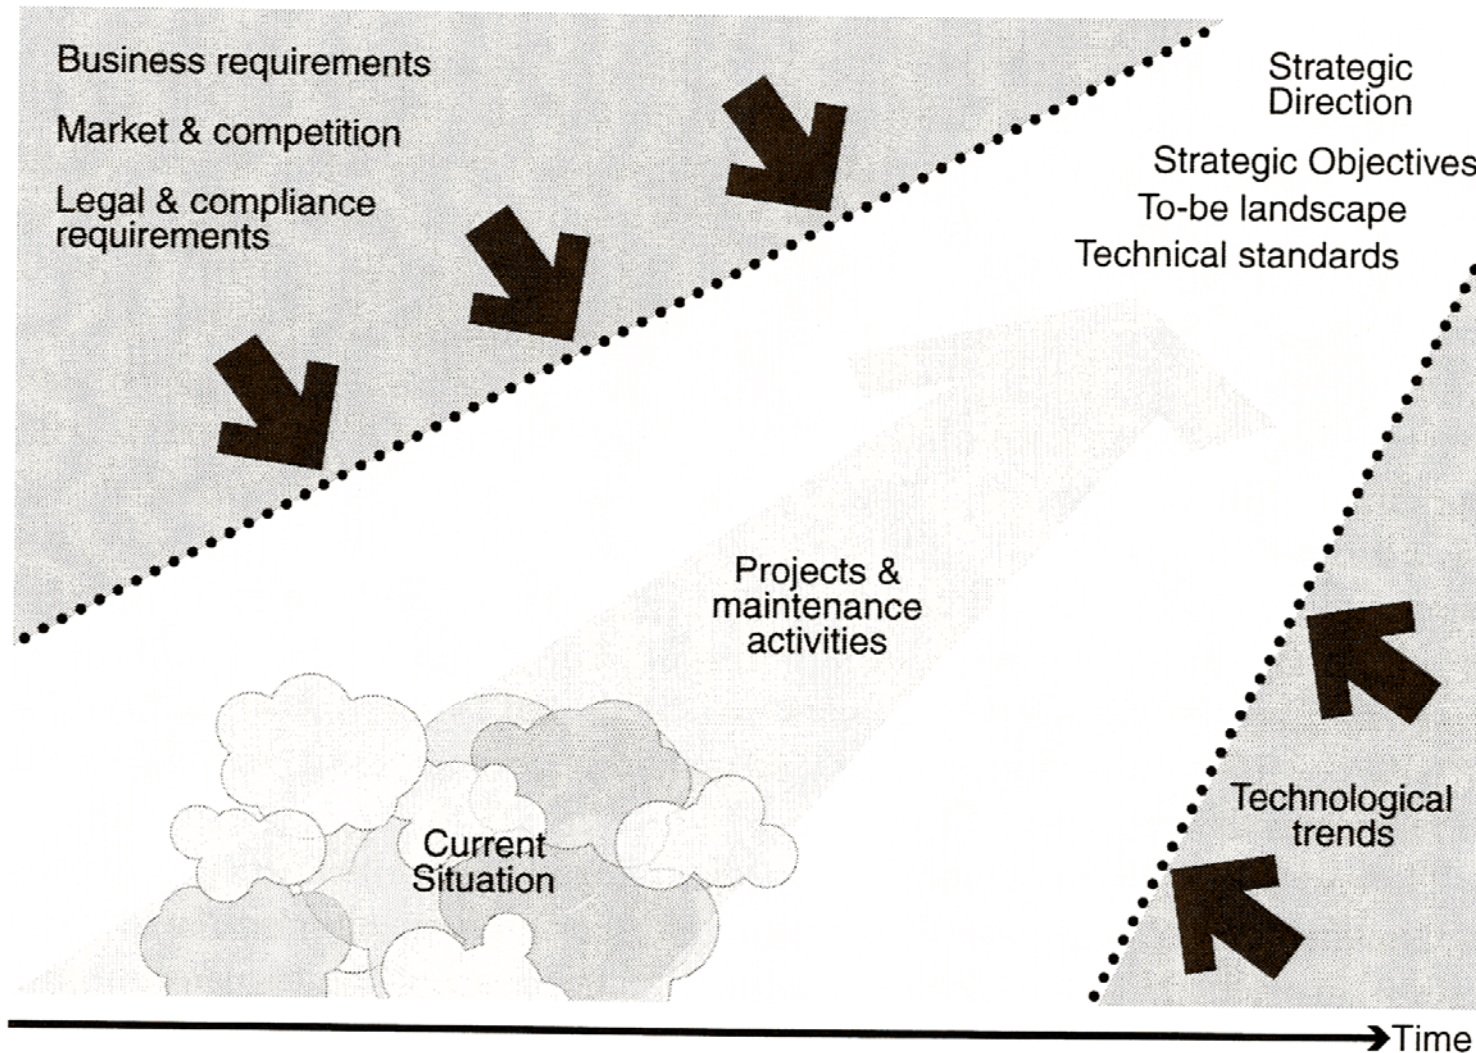 Business requirements
Market & competition
Legal & compliance
requirements
Strategic
Direction
Strategic Objectives
To-be landscape
Technical standards
Projects &
maintenance
activities
Current
Situation
Technological
trends
Time